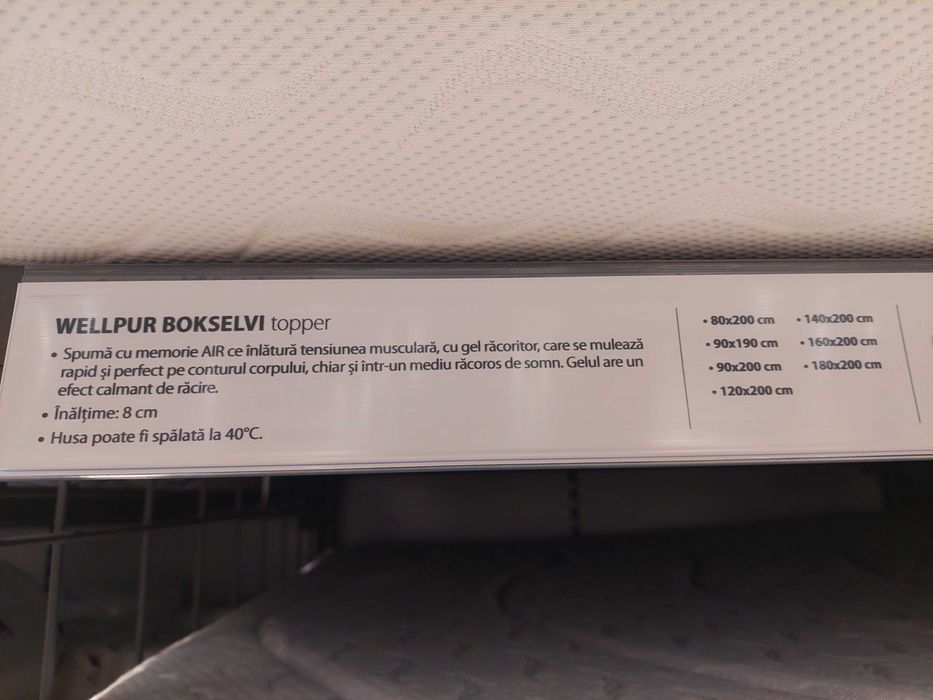 WELLPUR BOKSELVI topper
• Spumă cu memorie AIR ce înlătură tensiunea musculară, cu gel răcoritor, care se mulează
rapid şi perfect pe conturul corpului, chiar şi într-un mediu răcoros de somn. Gelul are un
efect calmant de răcire.
• Înălţime: 8 cm
• Husa poate fi spălată la 40°C.
• 80x200 cm
• 90x190 cm
• 90x200 cm
• 120x200 cm
• 140x200 cm
• 160x200 cm
• 180x200 cm